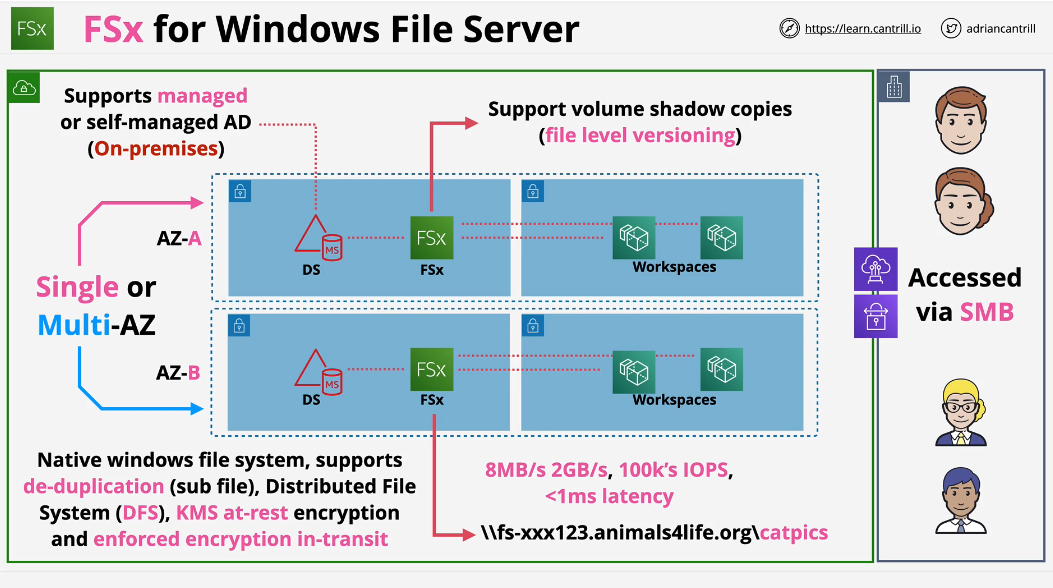 FSx
FSx for Windows File Server
https://learn.cantrill.io
adriancantrill
Supports managed
or self-managed AD
(On-premises)
Support volume shadow copies
(file level versioning)
AZ-A
MS
DS
FSx
FSx
Workspaces
Single or
Multi-AZ
AZ-B
MS
DS
FSx
FSx
Workspaces
Accessed
via SMB
Native windows file system, supports
de-duplication (sub file), Distributed File
System (DFS), KMS at-rest encryption
and enforced encryption in-transit
8MB/s 2GB/s, 100k's IOPS,
<1ms latency
\\fs-xxx123.animals4life.org\catpics